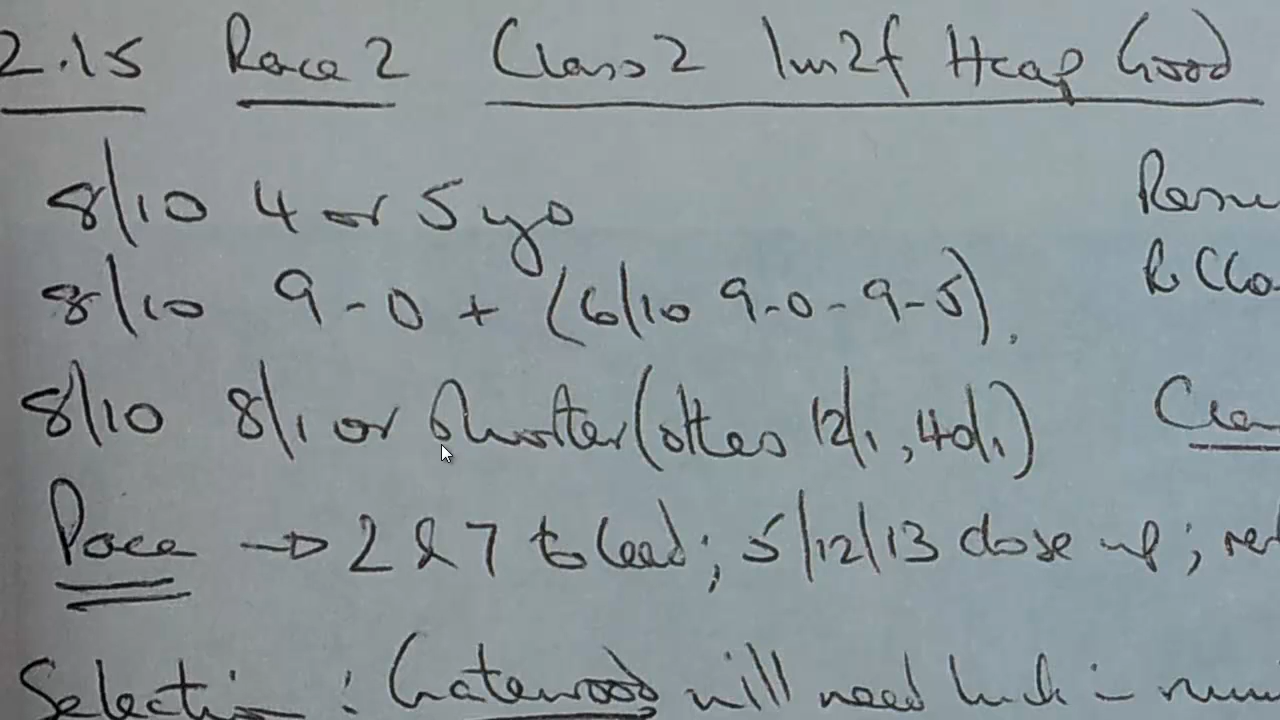 2.15 Race 2 Class 2 1m2f Hcap Good
8/10 4 or 5yo
8/10 9-0+ (6/10 9-0-9-5).
8/10 8/1 or Shorter (others 12/1, 40/1)
Pace → 2 & 7 to lead; 5/12/13 close up;
Selection: Gatewood will need luck in